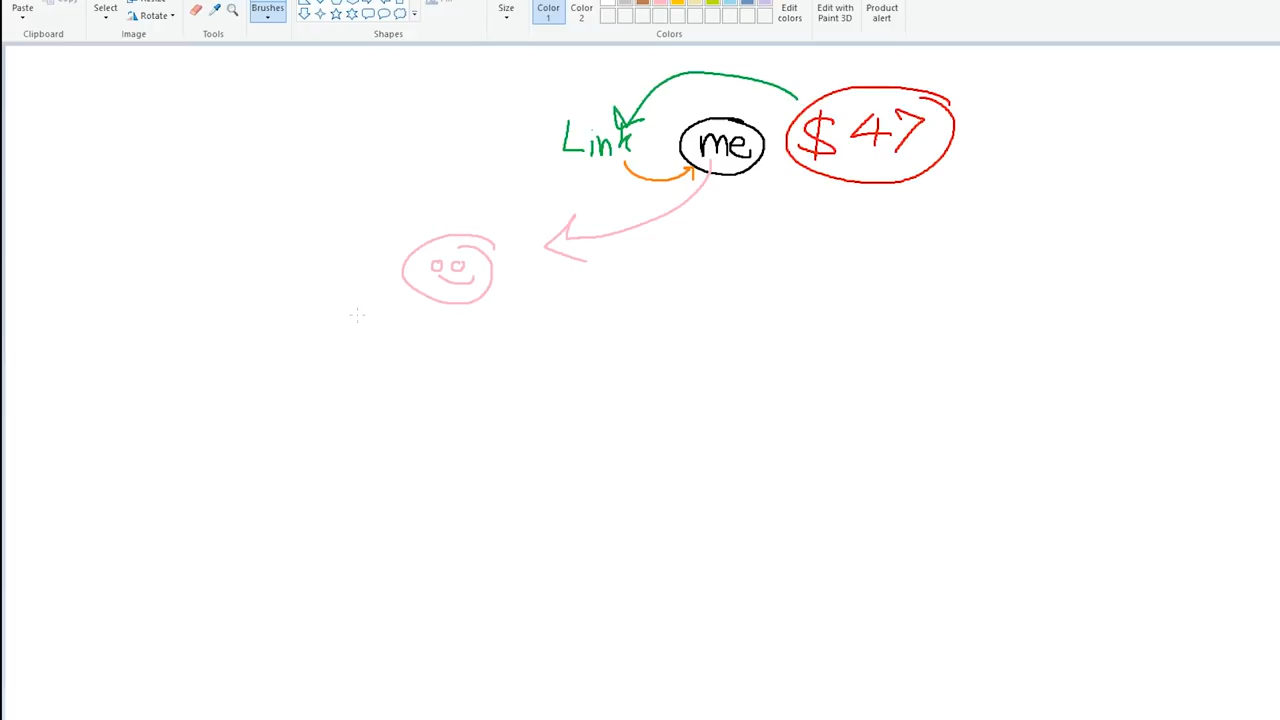 Paste
Select
Rotate
Brushes
Size
Color 1
Color 2
Edit colors
Edit with Paint 3D
Product alert
Clipboard
Image
Tools
Shapes
Colors
Link me $47